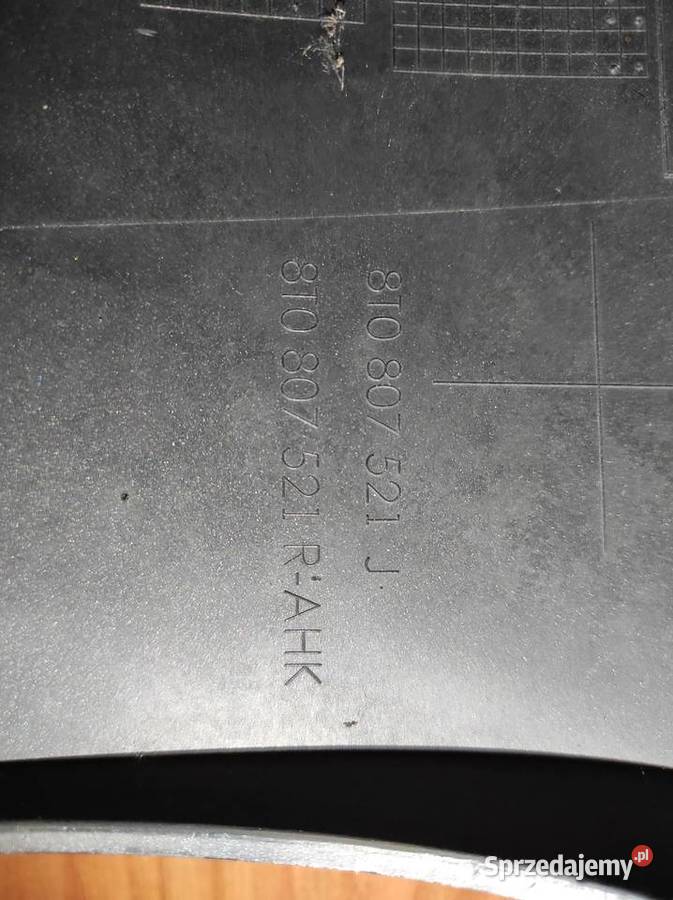 8T0 807 521 J
8T0 807 521 R-AHK
Sprzedajemy.pl